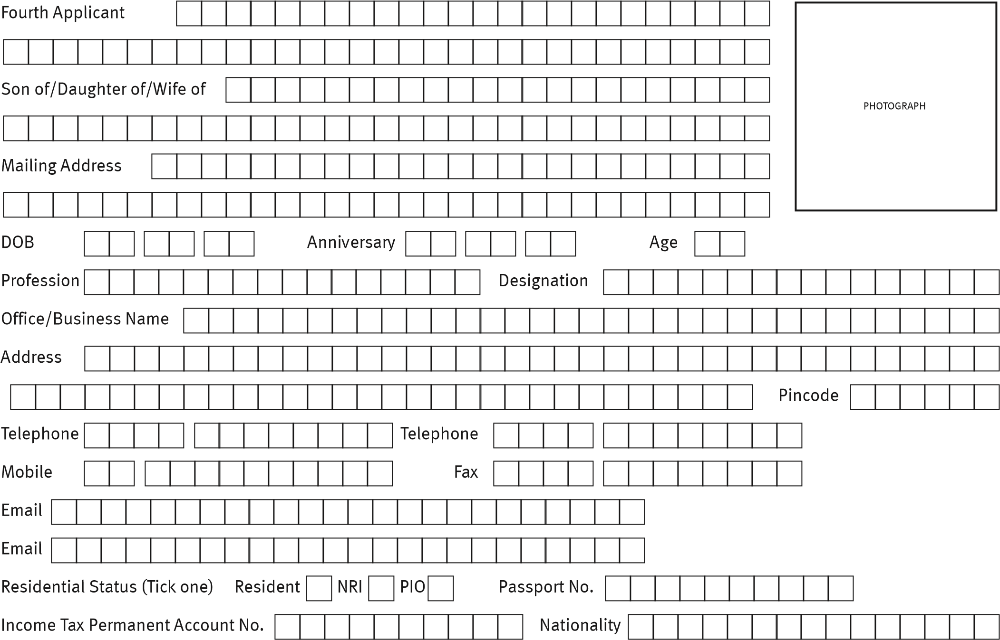 Fourth Applicant
PHOTOGRAPH
Son of/Daughter of/Wife of
Mailing Address
DOB Anniversary Age
Profession Designation
Office/Business Name
Address
Pincode
Telephone Telephone
Mobile Fax
Email
Email
Residential Status (Tick one) Resident NRI PIO Passport No.
Income Tax Permanent Account No. Nationality